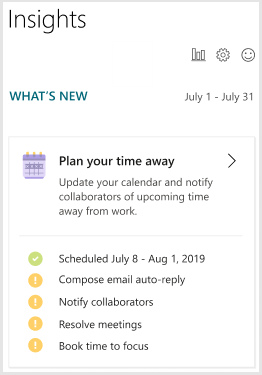 Insights
WHAT'S NEW
July 1 - July 31
Plan your time away
Update your calendar and notify
collaborators of upcoming time
away from work.
Scheduled July 8 - Aug 1, 2019
Compose email auto-reply
Notify collaborators
Resolve meetings
Book time to focus